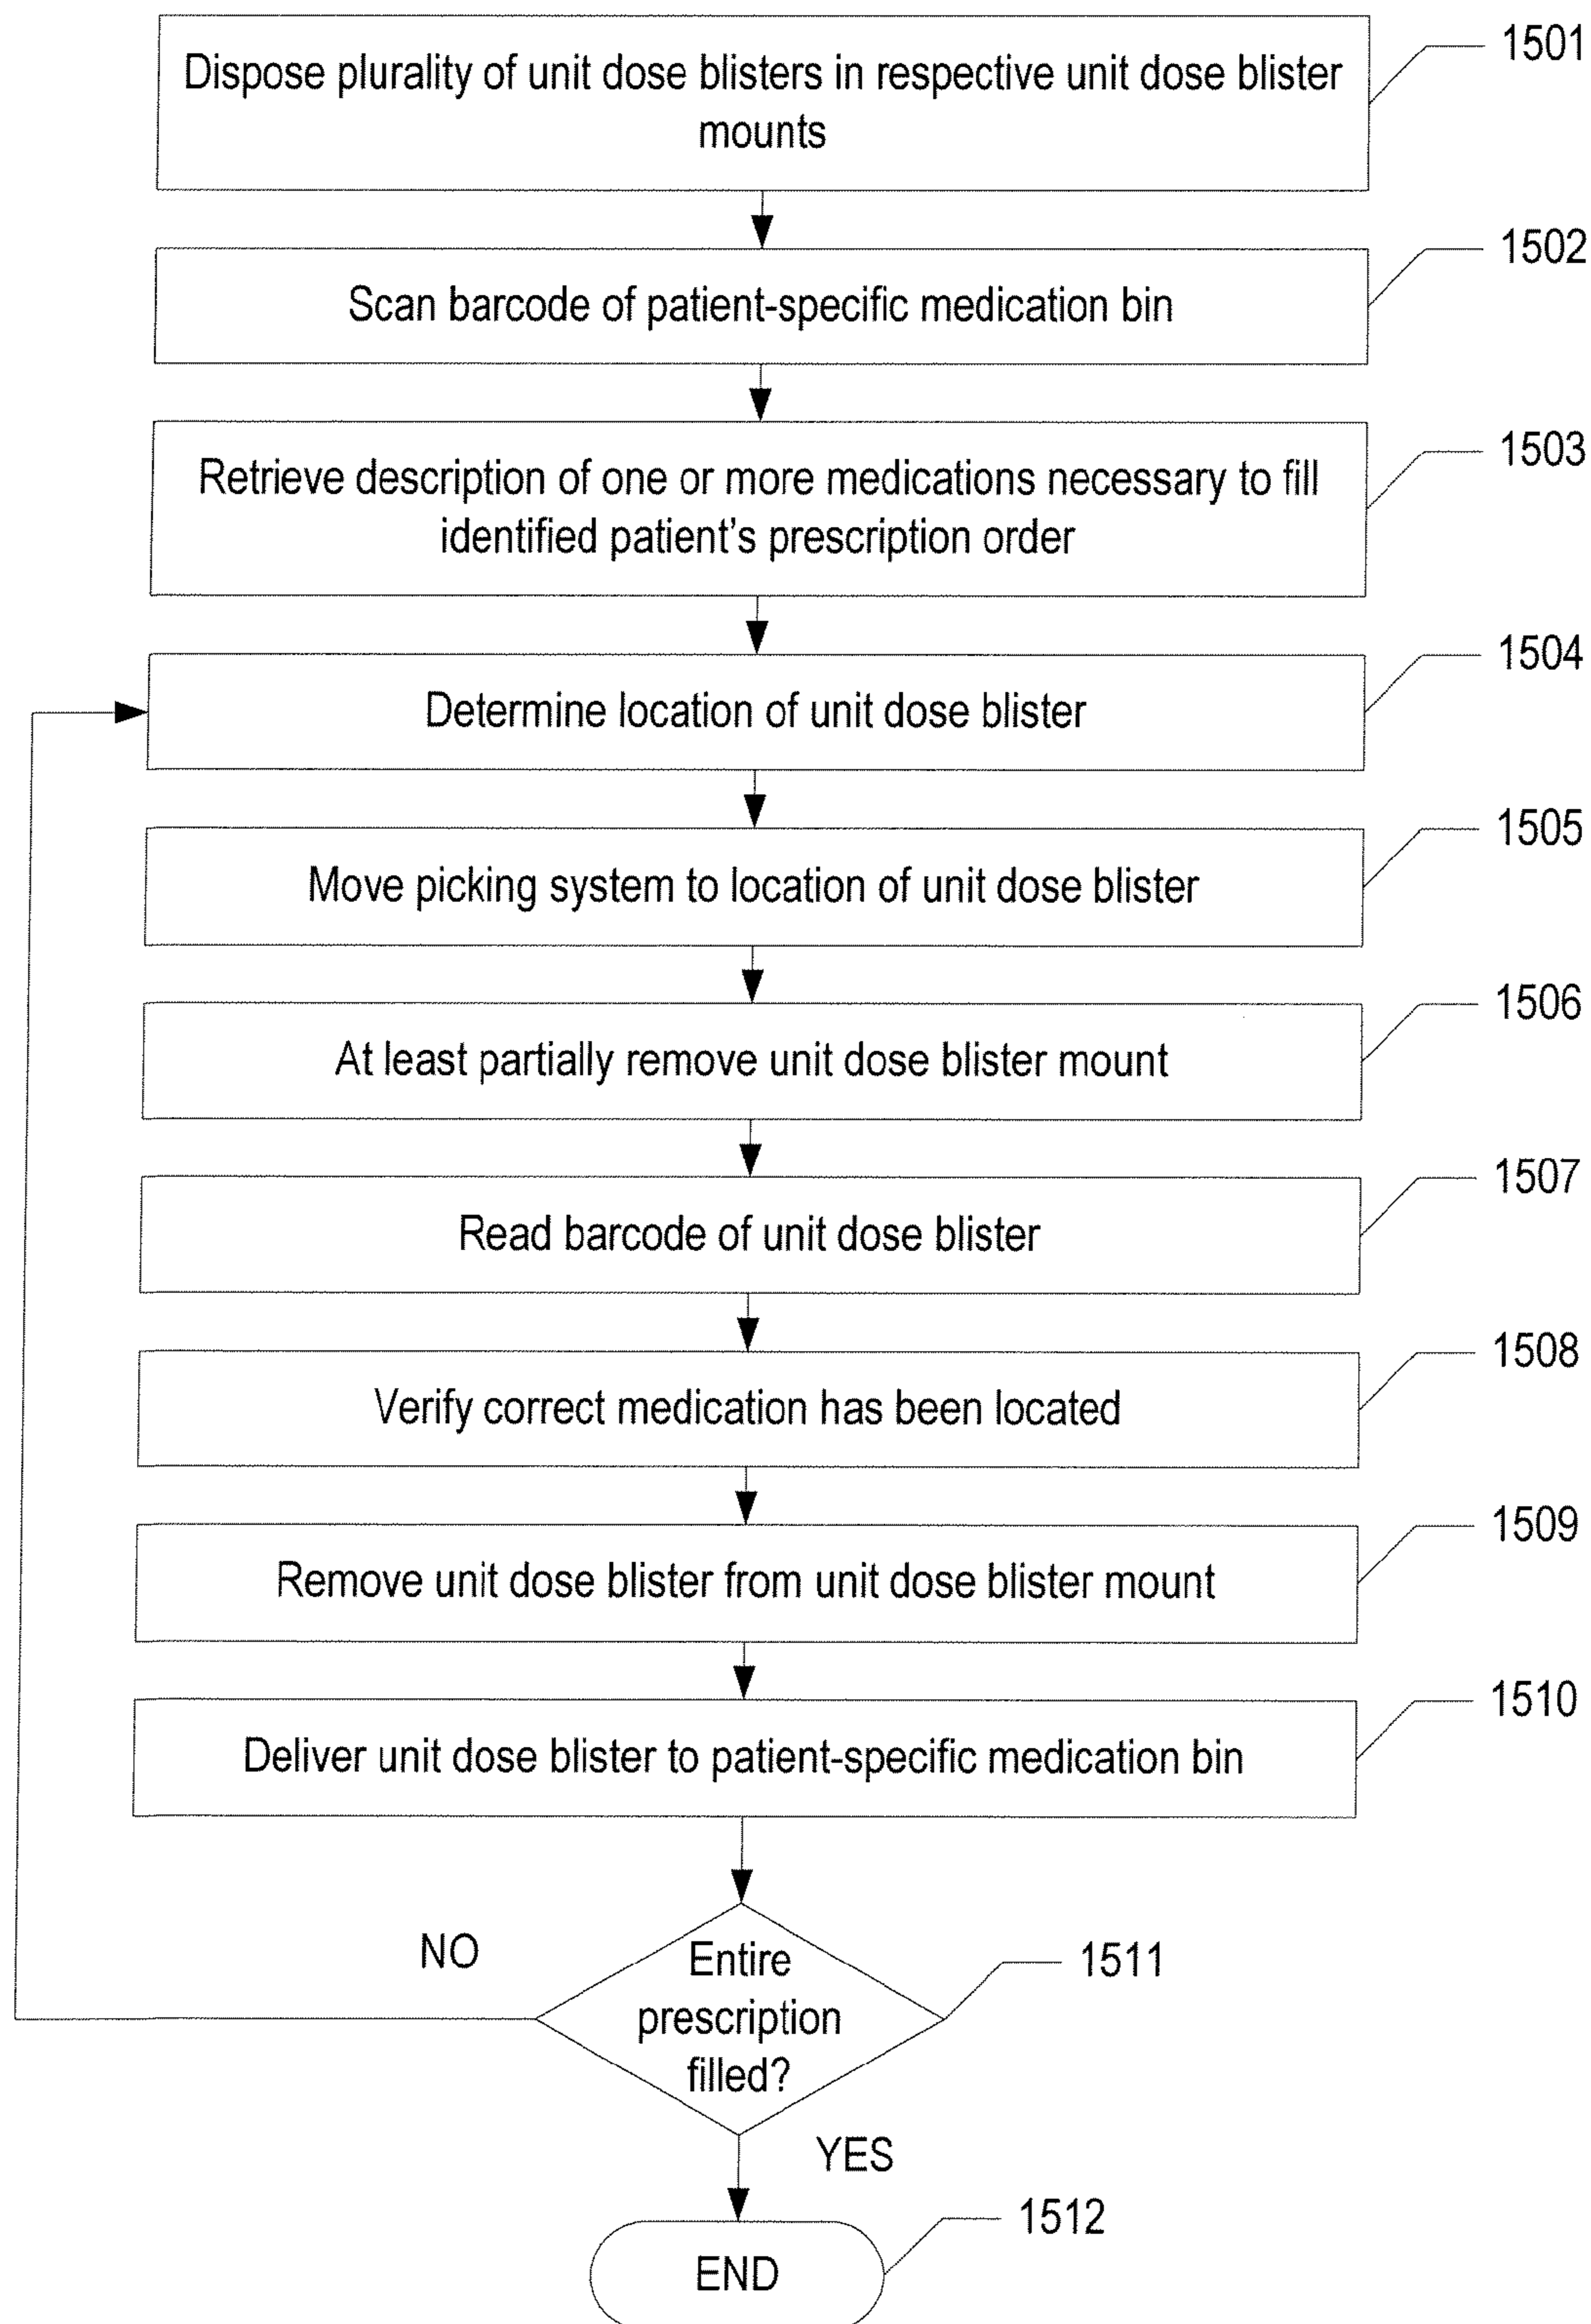 Dispose plurality of unit dose blisters in respective unit dose blister
mounts
1501
Scan barcode of patient-specific medication bin
1502
Retrieve description of one or more medications necessary to fill
identified patient's prescription order
1503
Determine location of unit dose blister
1504
Move picking system to location of unit dose blister
1505
At least partially remove unit dose blister mount
1506
Read barcode of unit dose blister
1507
Verify correct medication has been located
1508
Remove unit dose blister from unit dose blister mount
1509
Deliver unit dose blister to patient-specific medication bin
1510
NO
Entire
prescription
filled?
1511
YES
END
1512